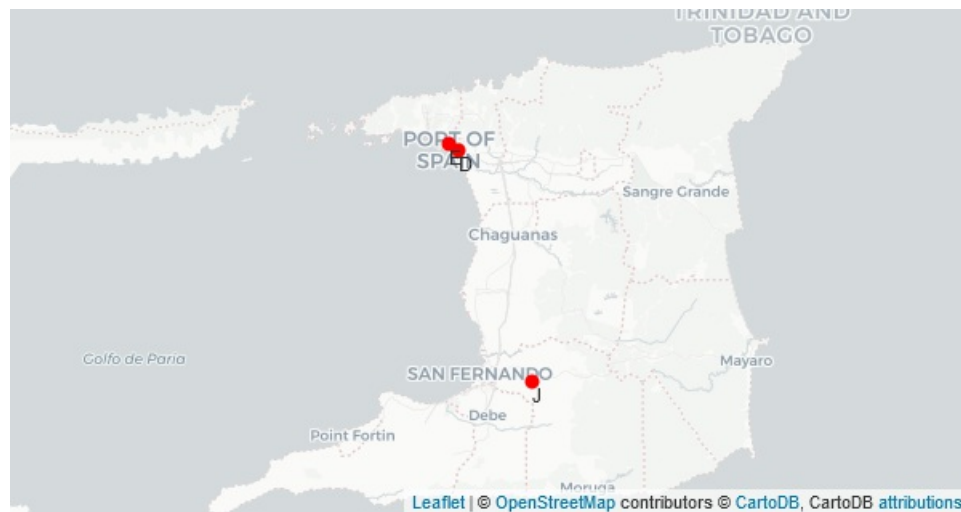 TRINIDAD AND
TOBAGO
PORT OF
SPAIN
E
D
Sangre Grande
Chaguanas
Golfo de Paria
Mayaro
SAN FERNANDO
J
Debe
Point Fortin
Moruga
Leaflet | © OpenStreetMap contributors © CartoDB, CartoDB attributions